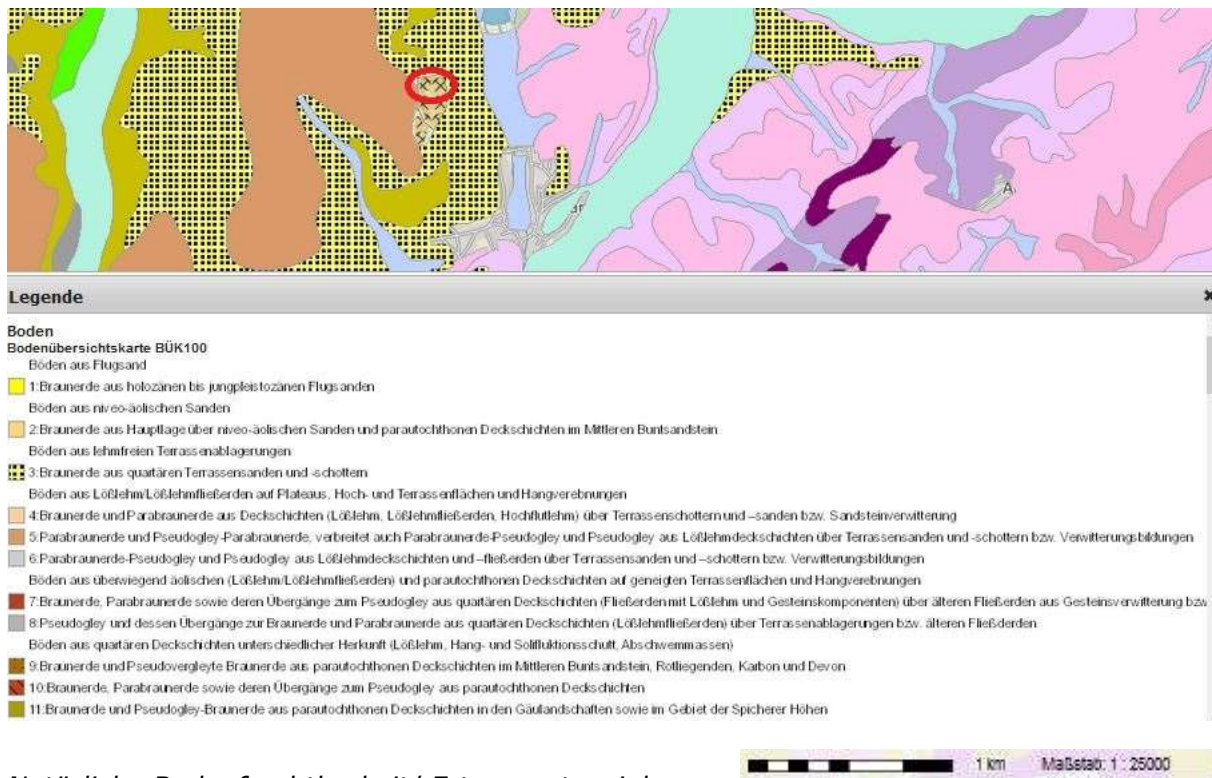 Legende
Boden
Bodenübersichtskarte BÜK100
Böden aus Flugsand
1:Braunerde aus holozänen bis jungpleistozänen Flugsanden
Böden aus niveo-äolischen Sanden
2:Braunerde aus Hauptlage über niveo-äolischen Sanden und parautochthonen Deckschichten im Mittleren Buntsandstein
Böden aus lehmfreien Terrassenablagerungen
3:Braunerde aus quartären Terrassensanden und -schottern
Böden aus Lößlehm/Lößlehmfließerden auf Plateaus, Hoch- und Terrassenflächen und Hangverebnungen
4:Braunerde und Parabraunerde aus Deckschichten (Lößlehm, Lößlehmfließerden, Hochflutlehm) über Terrassenschottern und –sanden bzw. Sandsteinverwitterung
5:Parabraunerde und Pseudogley-Parabraunerde, verbreitet auch Parabraunerde-Pseudogley und Pseudogley aus Lößlehmdeckschichten über Terrassensanden und -schottern bzw. Verwitterungsbildungen
6:Parabraunerde-Pseudogley und Pseudogley aus Lößlehmdeckschichten und –fließerden über Terrassensanden und –schottern bzw. Verwitterungsbildungen
Böden aus überwiegend äolischen (Lößlehm/Lößlehmfließerden) und parautochthonen Deckschichten auf geneigten Terrassenflächen und Hangverebnungen
7:Braunerde, Parabraunerde sowie deren Übergänge zum Pseudogley aus quartären Deckschichten (Fließerden mit Lößlehm und Gesteinskomponenten) über älteren Fließerden aus Gesteinsverwitterung bzw
8:Pseudogley und dessen Übergänge zur Braunerde und Parabraunerde aus quartären Deckschichten (Lößlehmfließerden) über Terrassenablagerungen bzw. älteren Fließderden
Böden aus quartären Deckschichten unterschiedlicher Herkunft (Lößlehm, Hang- und Solifluktionsschutt, Abschwemmassen)
9:Braunerde und Pseudovergleyte Braunerde aus parautochthonen Deckschichten im Mittleren Buntsandstein, Rotliegenden, Karbon und Devon
10:Braunerde, Parabraunerde sowie deren Übergänge zum Pseudogley aus parautochthonen Deckschichten
11:Braunerde und Pseudogley-Braunerde aus parautochthonen Deckschichten in den Gäulandschaften sowie im Gebiet der Spicherer Höhen
1 km Maßstab: 1 : 25000